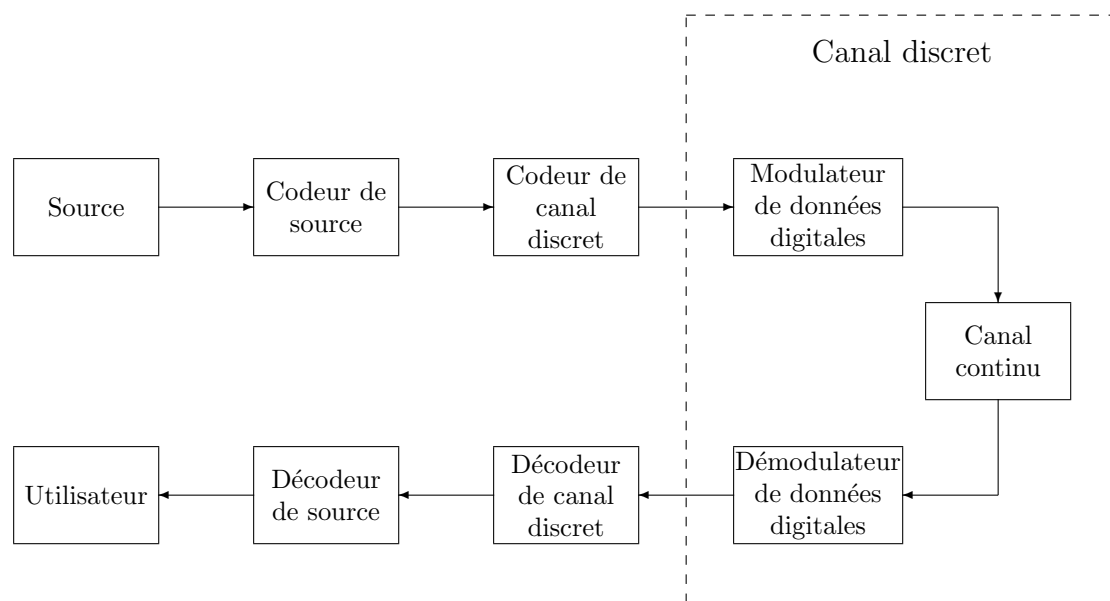 Canal discret
Source
Codeur de
source
Codeur de
canal
discret
Modulateur
de données
digitales
Canal
continu
Utilisateur
Décodeur
de source
Décodeur
de canal
discret
Démodulateur
de données
digitales